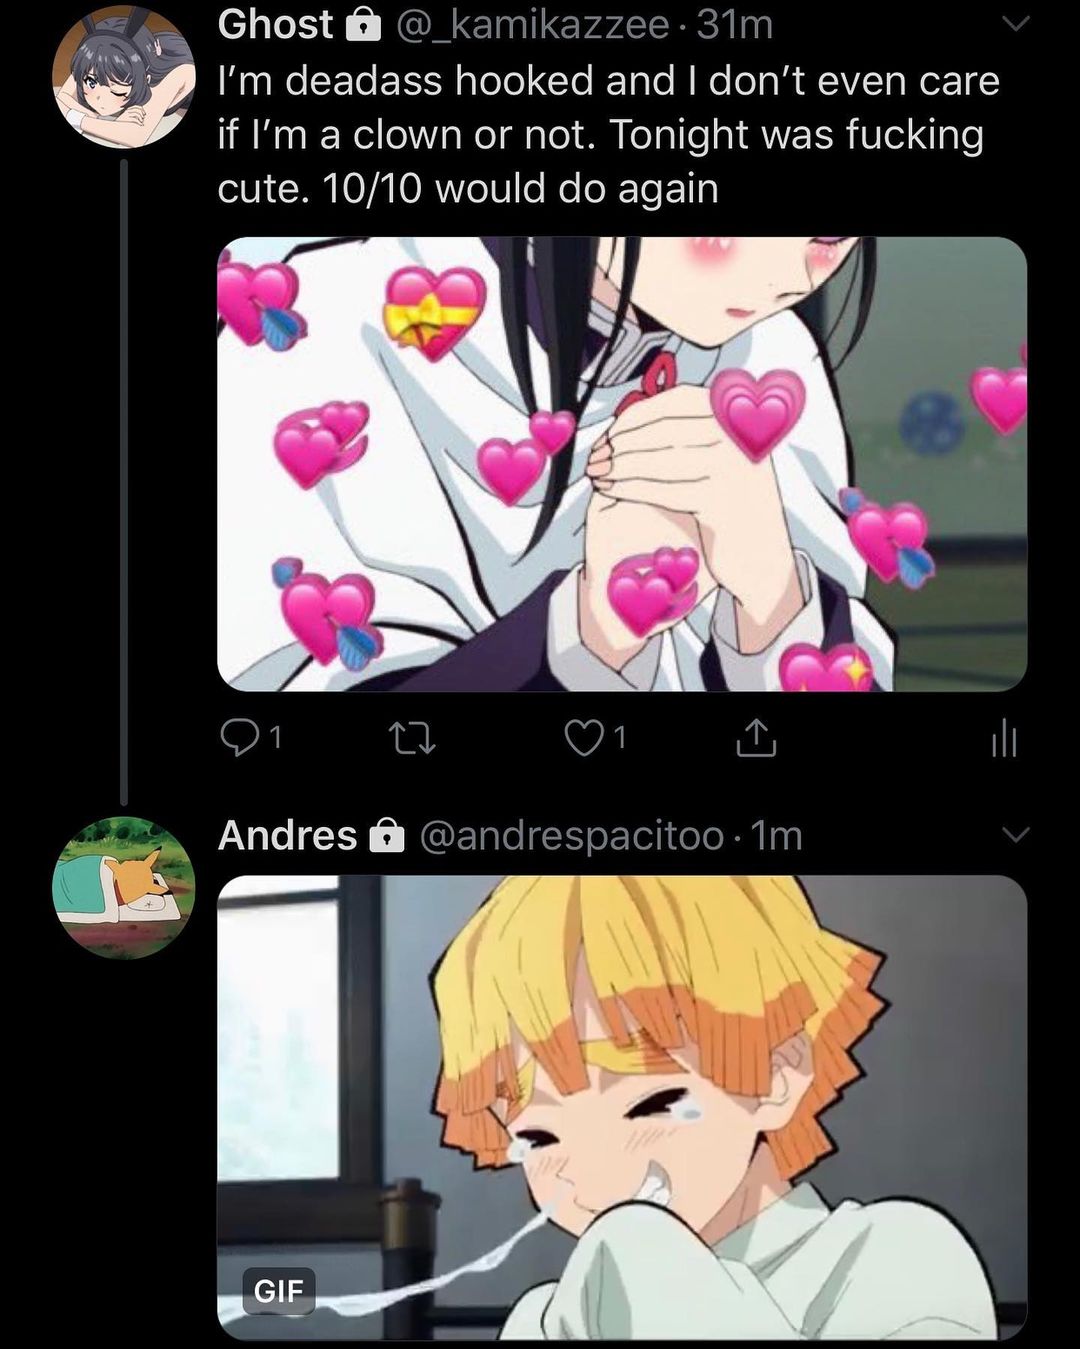 Ghost @_kamikazzee · 31m
I’m deadass hooked and I don’t even care
if I’m a clown or not. Tonight was fucking
cute. 10/10 would do again
1 1
Andres @andrespacitoo · 1m
GIF